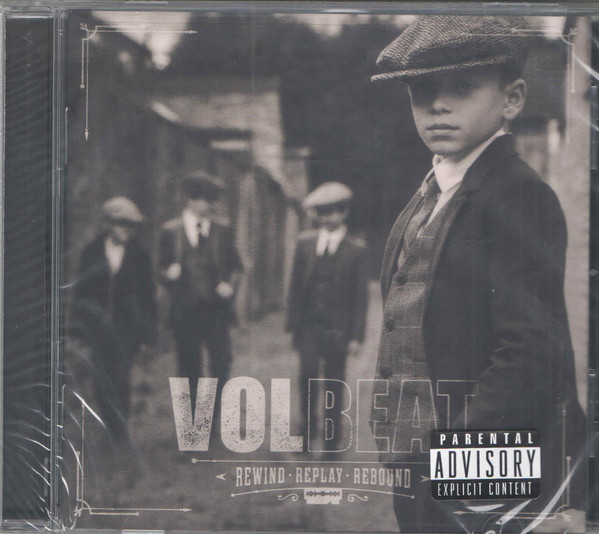 VOLBEAT
REWIND · REPLAY · REBOUND
PARENTAL
ADVISORY
EXPLICIT CONTENT